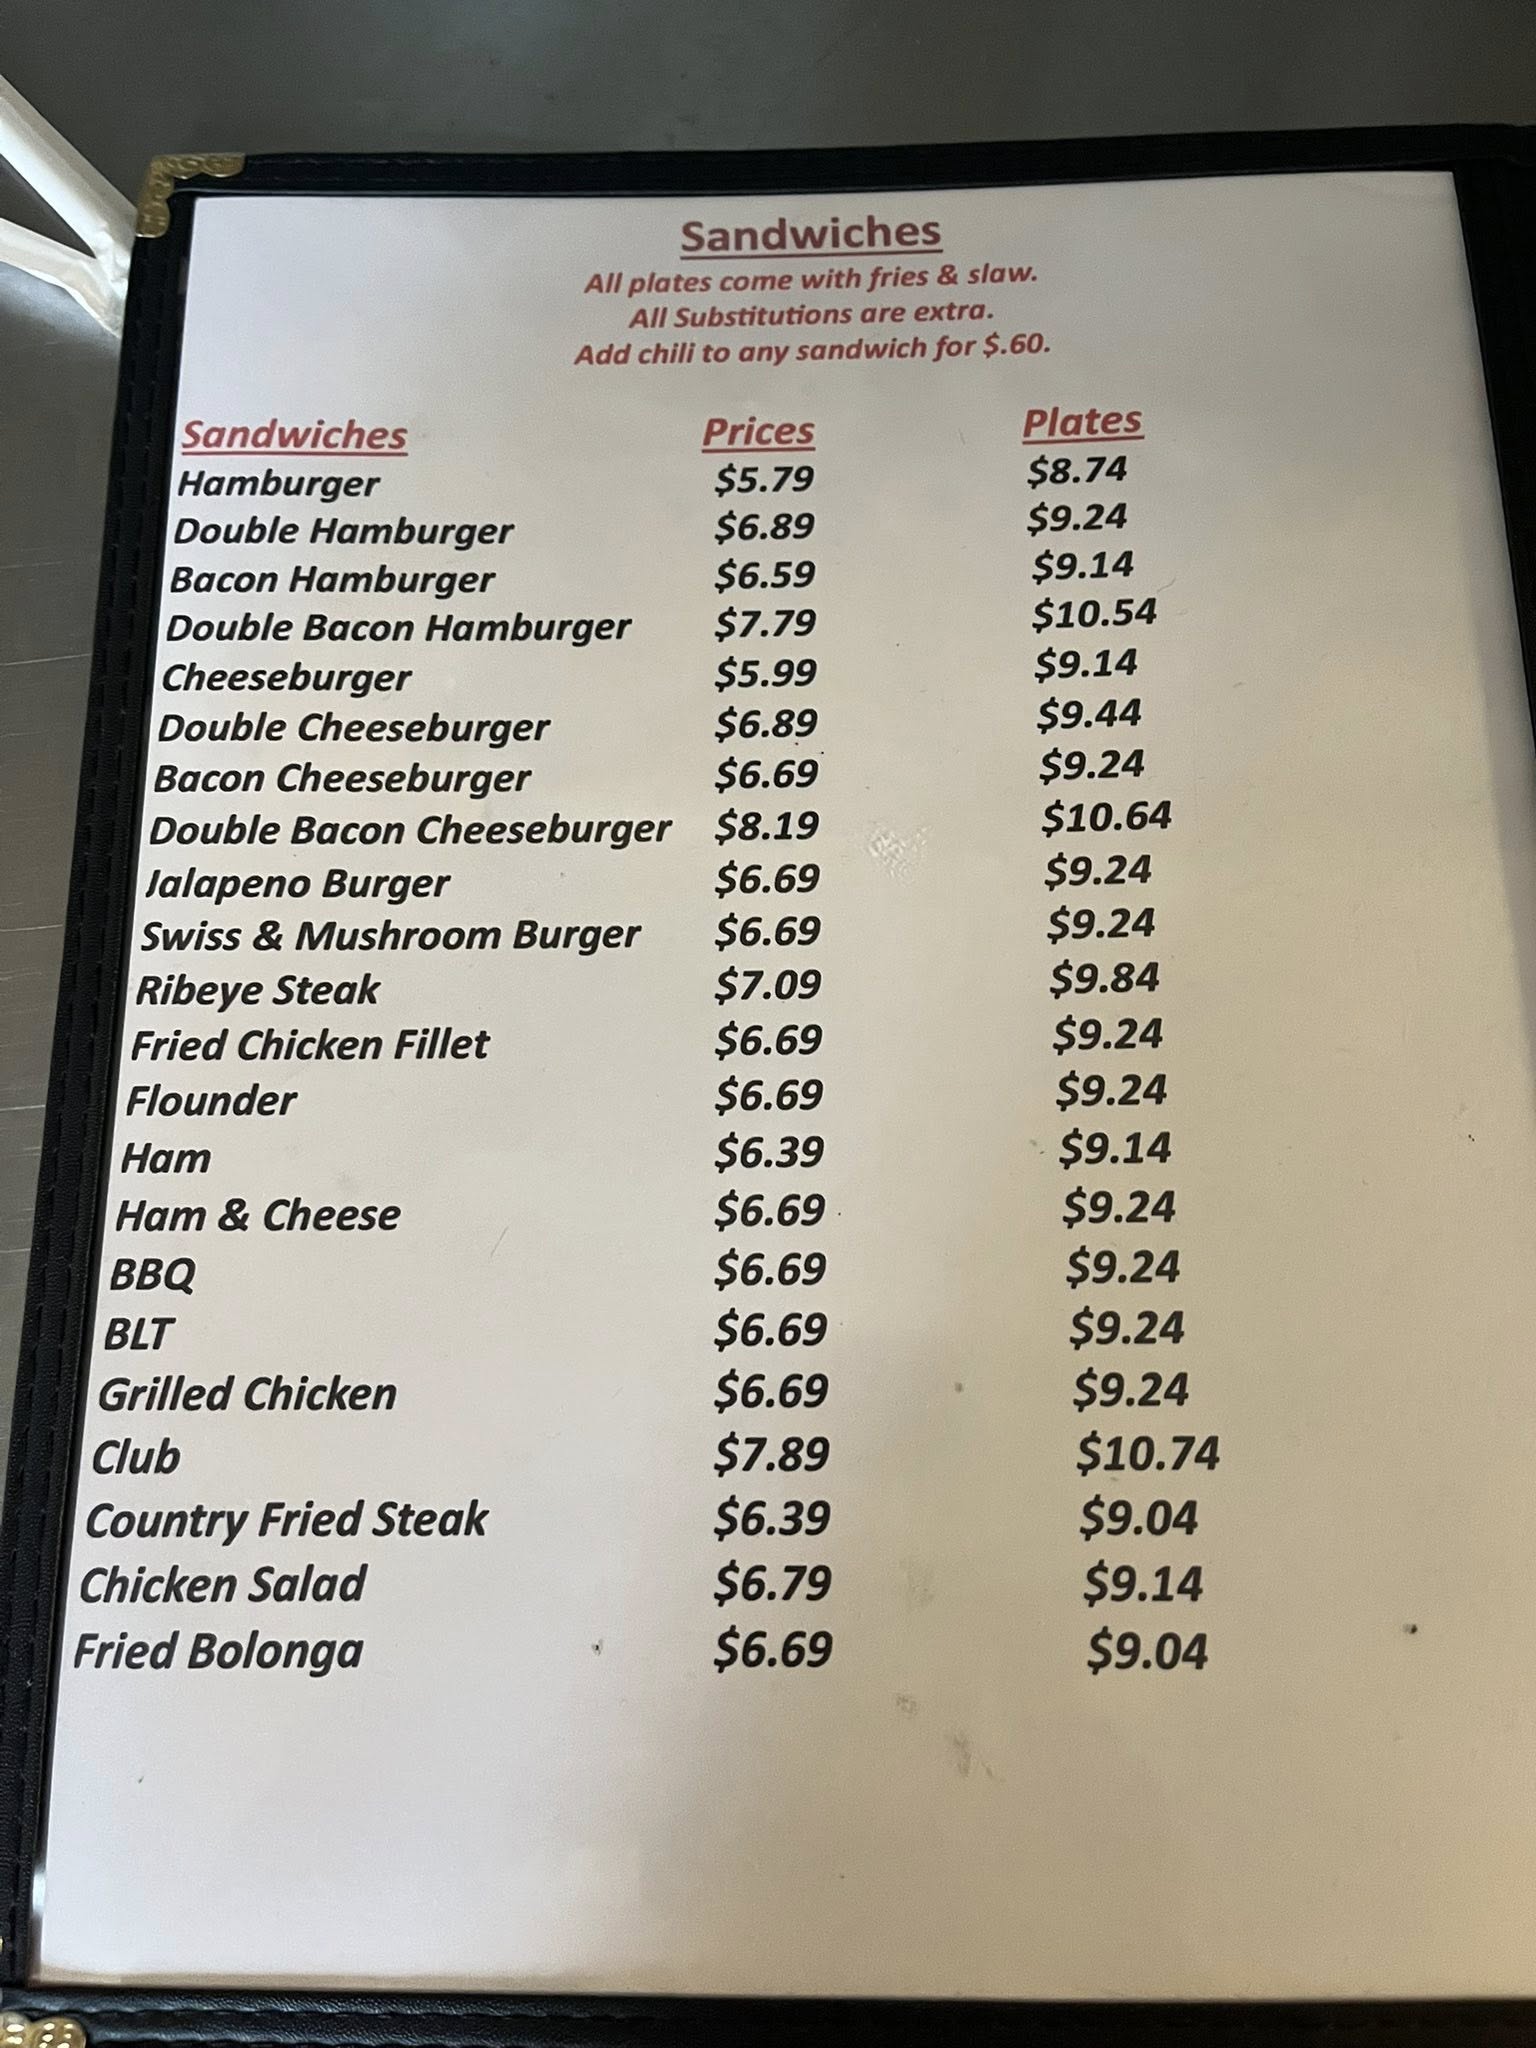 Sandwiches
All plates come with fries & slaw.
All Substitutions are extra.
Add chili to any sandwich for $.60.
Sandwiches Prices Plates
Hamburger $5.79 $8.74
Double Hamburger $6.89 $9.24
Bacon Hamburger $6.59 $9.14
Double Bacon Hamburger $7.79 $10.54
Cheeseburger $5.99 $9.14
Double Cheeseburger $6.89 $9.44
Bacon Cheeseburger $6.69 $9.24
Double Bacon Cheeseburger $8.19 $10.64
Jalapeno Burger $6.69 $9.24
Swiss & Mushroom Burger $6.69 $9.24
Ribeye Steak $7.09 $9.84
Fried Chicken Fillet $6.69 $9.24
Flounder $6.69 $9.24
Ham $6.39 $9.14
Ham & Cheese $6.69 $9.24
BBQ $6.69 $9.24
BLT $6.69 $9.24
Grilled Chicken $6.69 $9.24
Club $7.89 $10.74
Country Fried Steak $6.39 $9.04
Chicken Salad $6.79 $9.14
Fried Bolonga $6.69 $9.04